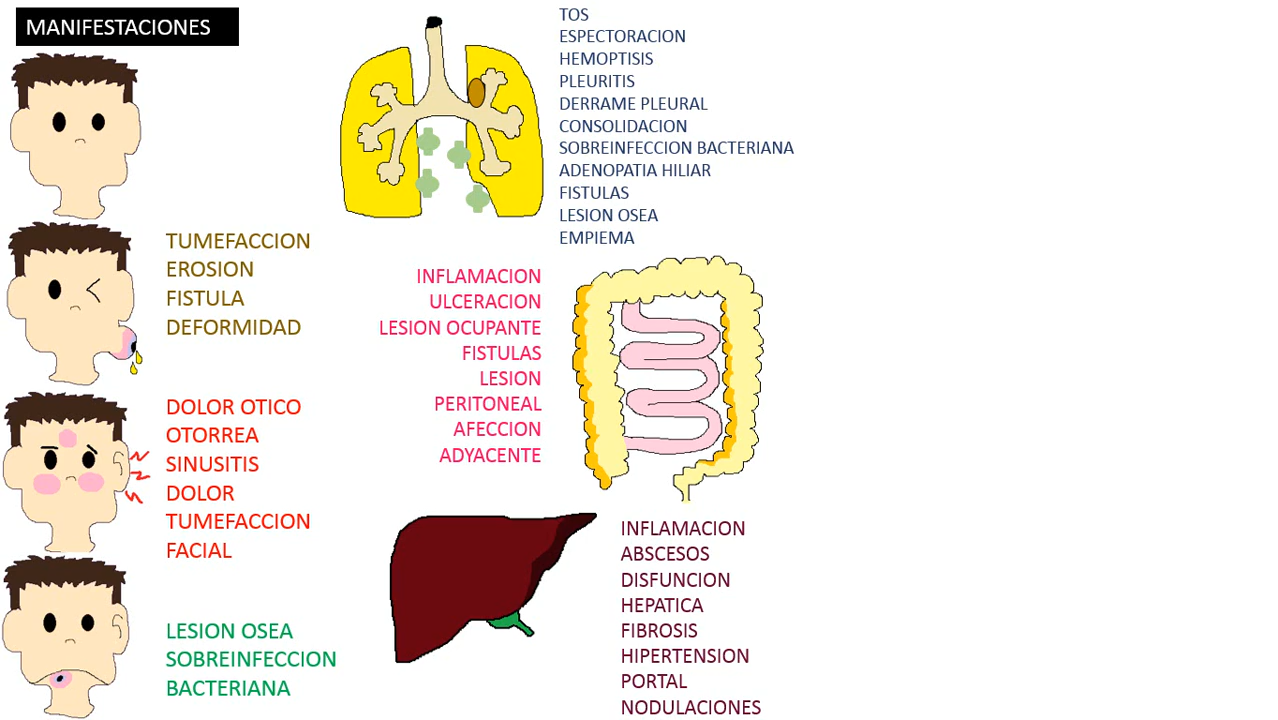 MANIFESTACIONES
TUMEFACCION
EROSION
FISTULA
DEFORMIDAD
DOLOR OTICO
OTORREA
SINUSITIS
DOLOR
TUMEFACCION
FACIAL
LESION OSEA
SOBREINFECCION
BACTERIANA
TOS
ESPECTORACION
HEMOPTISIS
PLEURITIS
DERRAME PLEURAL
CONSOLIDACION
SOBREINFECCION BACTERIANA
ADENOPATIA HILIAR
FISTULAS
LESION OSEA
EMPIEMA
INFLAMACION
ULCERACION
LESION OCUPANTE
FISTULAS
LESION
PERITONEAL
AFECCION
ADYACENTE
INFLAMACION
ABSCESOS
DISFUNCION
HEPATICA
FIBROSIS
HIPERTENSION
PORTAL
NODULACIONES